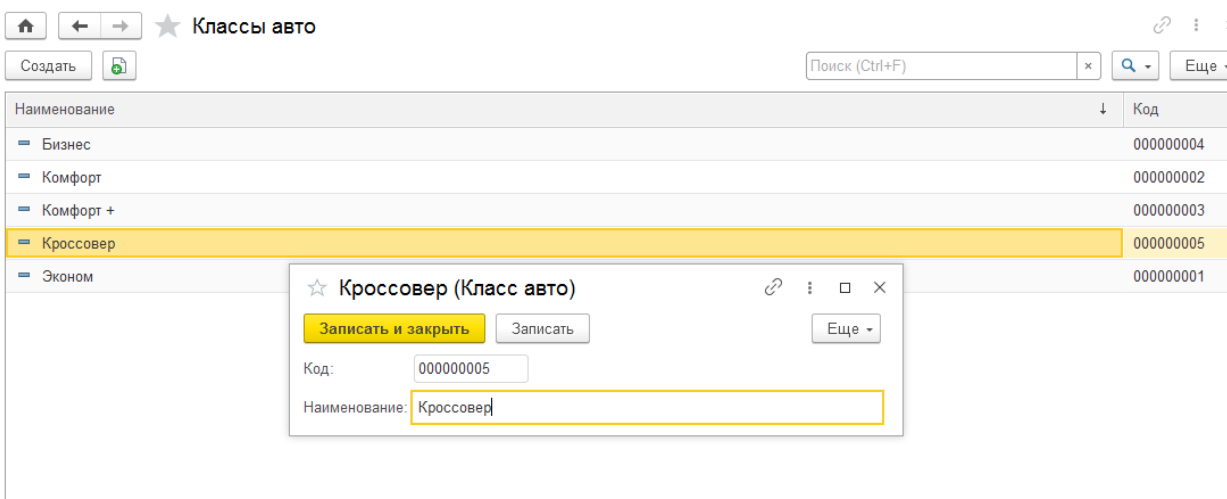 Классы авто
Создать
Поиск (Ctrl+F)
×
Еще
Наименование ↓ Код
Бизнес 000000004
Комфорт 000000002
Комфорт + 000000003
Кроссовер 000000005
Эконом 000000001
Кроссовер (Класс авто)
Записать и закрыть Записать Еще
Код: 000000005
Наименование: Кроссовер